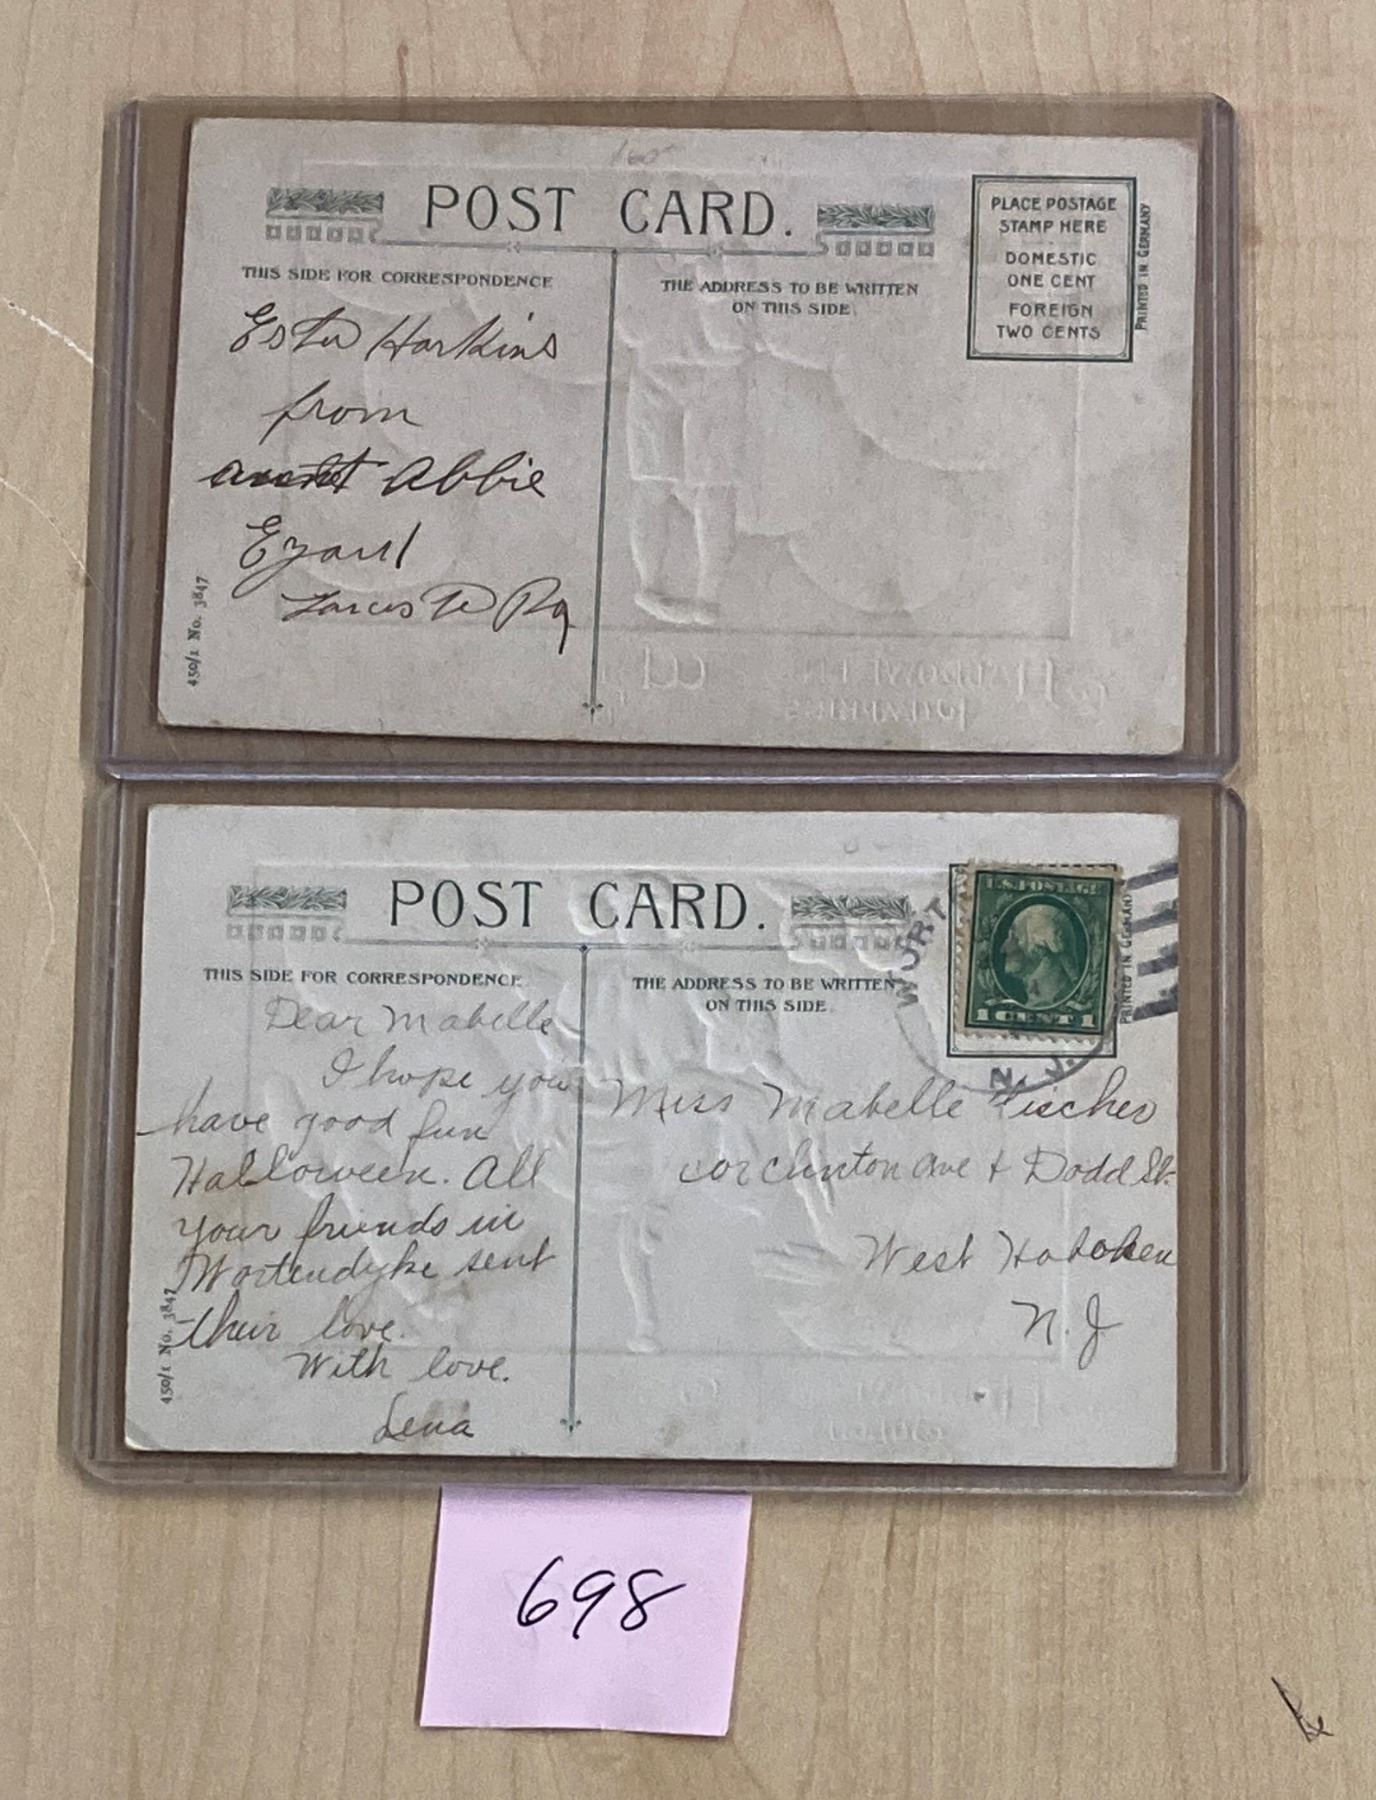 POST CARD.
THIS SIDE FOR CORRESPONDENCE
THE ADDRESS TO BE WRITTEN
ON THIS SIDE
PLACE POSTAGE
STAMP HERE
DOMESTIC
ONE CENT
FOREIGN
TWO CENTS
PRINTED IN GERMANY
Harkins
from
aunt Abbie
450/1 No. 3847
POST CARD.
THIS SIDE FOR CORRESPONDENCE
THE ADDRESS TO BE WRITTEN
ON THIS SIDE
U.S. POSTAGE
1 CENT 1
WORT
N. J.
PRINTED IN GERMANY
Dear Mabelle
I hope you
have good fun
Halloween. All
your friends in
Wortendyke sent
their love.
With love.
Lena
450/1 No. 3847
Miss Mabelle Fischer
cor Clinton Ave + Dodd St.
West Hoboken
N.J
698